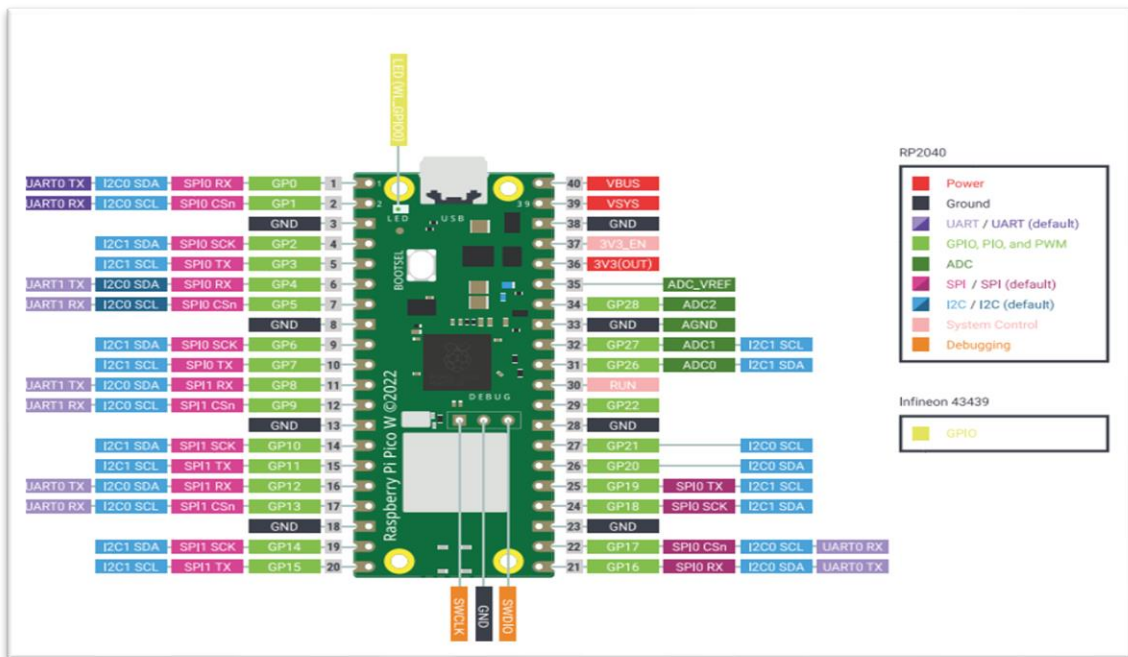 LED (WL_GPIO0)
UART0 TX I2C0 SDA SPI0 RX GP0 1 1 40 VBUS
UART0 RX I2C0 SCL SPI0 CSn GP1 2 2 LED USB 39 39 VSYS
GND 3 38 GND
I2C1 SDA SPI0 SCK GP2 4 37 3V3_EN
I2C1 SCL SPI0 TX GP3 5 BOOTSEL 36 3V3(OUT)
UART1 TX I2C0 SDA SPI0 RX GP4 6 35 ADC_VREF
UART1 RX I2C0 SCL SPI0 CSn GP5 7 34 GP28 ADC2
GND 8 33 GND AGND
I2C1 SDA SPI0 SCK GP6 9 32 GP27 ADC1 I2C1 SCL
I2C1 SCL SPI0 TX GP7 10 31 GP26 ADC0 I2C1 SDA
UART1 TX I2C0 SDA SPI1 RX GP8 11 30 RUN
UART1 RX I2C0 SCL SPI1 CSn GP9 12 DEBUG 29 GP22
GND 13 28 GND
I2C1 SDA SPI1 SCK GP10 14 27 GP21 I2C0 SCL
I2C1 SCL SPI1 TX GP11 15 26 GP20 I2C0 SDA
UART0 TX I2C0 SDA SPI1 RX GP12 16 25 GP19 SPI0 TX I2C1 SCL
UART0 RX I2C0 SCL SPI1 CSn GP13 17 24 GP18 SPI0 SCK I2C1 SDA
GND 18 23 GND
I2C1 SDA SPI1 SCK GP14 19 22 GP17 SPI0 CSn I2C0 SCL UART0 RX
I2C1 SCL SPI1 TX GP15 20 21 GP16 SPI0 RX I2C0 SDA UART0 TX
Raspberry Pi Pico W ©2022
SWCLK GND SWDIO
RP2040
Power
Ground
UART / UART (default)
GPIO, PIO, and PWM
ADC
SPI / SPI (default)
I2C / I2C (default)
System Control
Debugging
Infineon 43439
GPIO